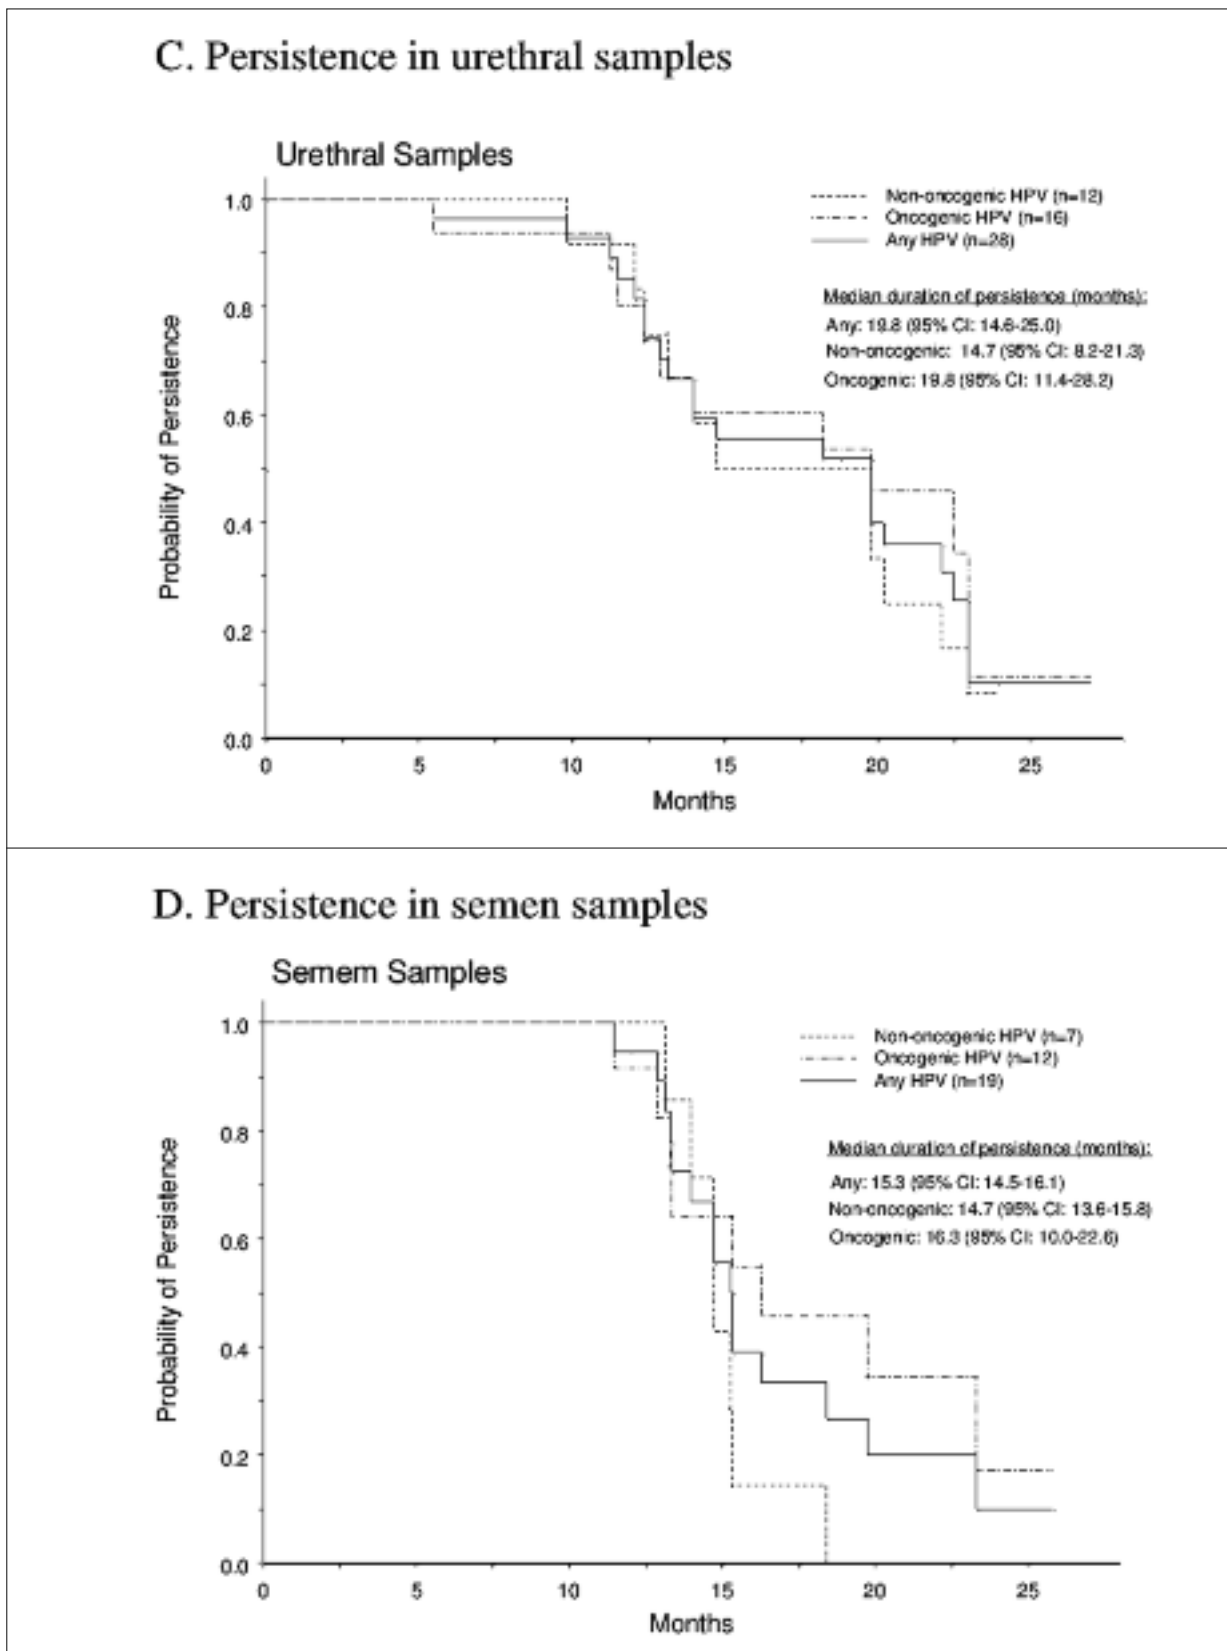 C. Persistence in urethral samples
Urethral Samples
Non-oncogenic HPV (n=12)
Oncogenic HPV (n=16)
Any HPV (n=28)
Median duration of persistence (months):
Any: 19.8 (95% CI: 14.6-25.0)
Non-oncogenic: 14.7 (95% CI: 8.2-21.3)
Oncogenic: 19.8 (95% CI: 11.4-28.2)
Probability of Persistence
1.0
0.8
0.6
0.4
0.2
0.0
0 5 10 15 20 25
Months
D. Persistence in semen samples
Semem Samples
Non-oncogenic HPV (n=7)
Oncogenic HPV (n=12)
Any HPV (n=19)
Median duration of persistence (months):
Any: 15.3 (95% CI: 14.5-16.1)
Non-oncogenic: 14.7 (95% CI: 13.6-15.8)
Oncogenic: 16.3 (95% CI: 10.0-22.6)
Probability of Persistence
1.0
0.8
0.6
0.4
0.2
0.0
0 5 10 15 20 25
Months